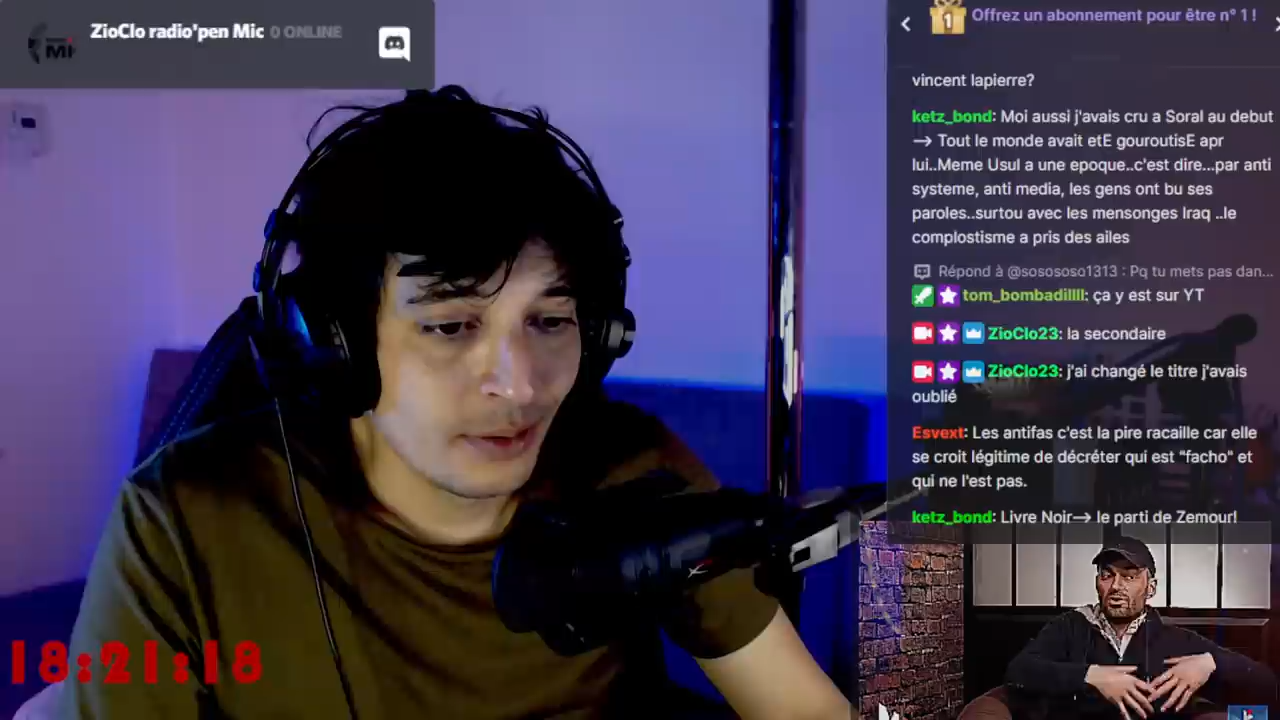 ZioClo radio'pen Mic 0 ONLINE
MI
1 Offrez un abonnement pour être n° 1 !
vincent lapierre?
ketz_bond: Moi aussi j'avais cru a Soral au debut
--> Tout le monde avait etE gouroutisE apr
lui..Meme Usul a une epoque..c'est dire...par anti
systeme, anti media, les gens ont bu ses
paroles..surtou avec les mensonges Iraq ..le
complostisme a pris des ailes
Répond à @sosososo1313 : Pq tu mets pas dan...
tom_bombadillll: ça y est sur YT
ZioClo23: la secondaire
ZioClo23: j'ai changé le titre j'avais
oublié
Esvext: Les antifas c'est la pire racaille car elle
se croit légitime de décréter qui est "facho" et
qui ne l'est pas.
ketz_bond: Livre Noir--> le parti de Zemour!
18:21:18